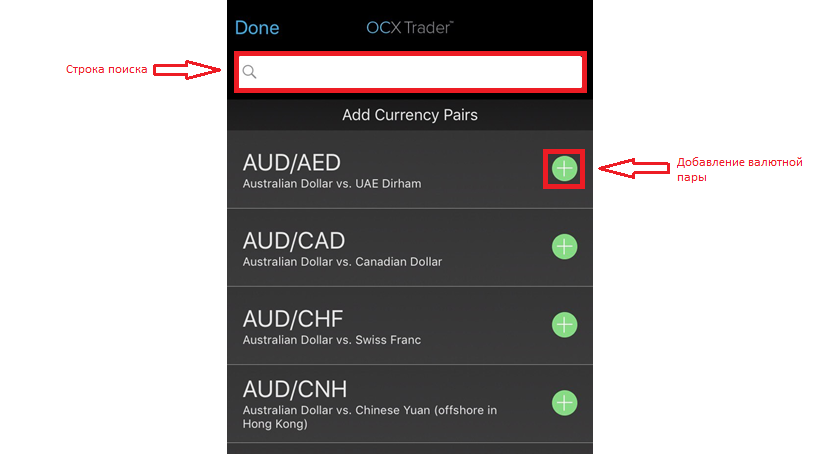 Done
OCX Trader™
Строка поиска
Add Currency Pairs
AUD/AED
Australian Dollar vs. UAE Dirham
Добавление валютной
пары
AUD/CAD
Australian Dollar vs. Canadian Dollar
AUD/CHF
Australian Dollar vs. Swiss Franc
AUD/CNH
Australian Dollar vs. Chinese Yuan (offshore in
Hong Kong)